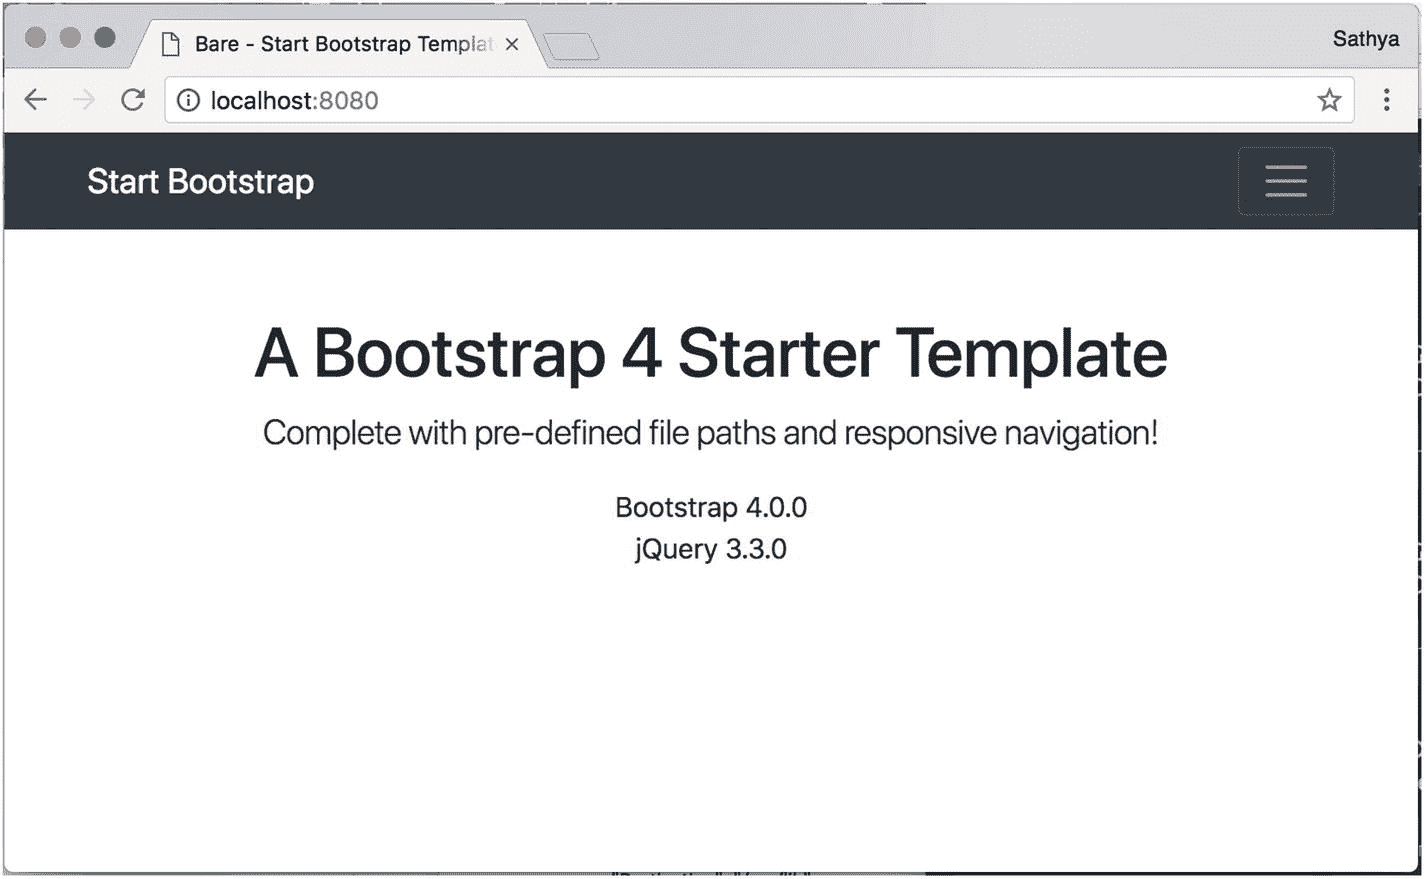 Bare - Start Bootstrap Templat
Sathya
localhost:8080
Start Bootstrap
A Bootstrap 4 Starter Template
Complete with pre-defined file paths and responsive navigation!
Bootstrap 4.0.0
jQuery 3.3.0